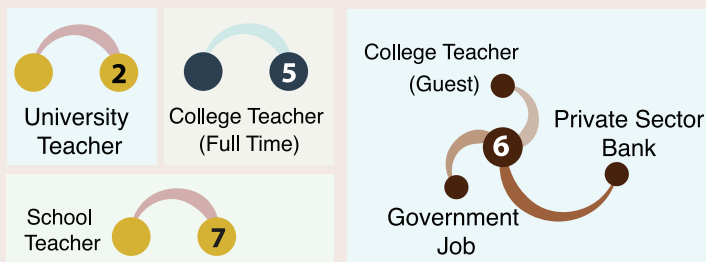 2
University
Teacher
5
College Teacher
(Full Time)
School
Teacher
7
College Teacher
(Guest)
6
Private Sector
Bank
Government
Job